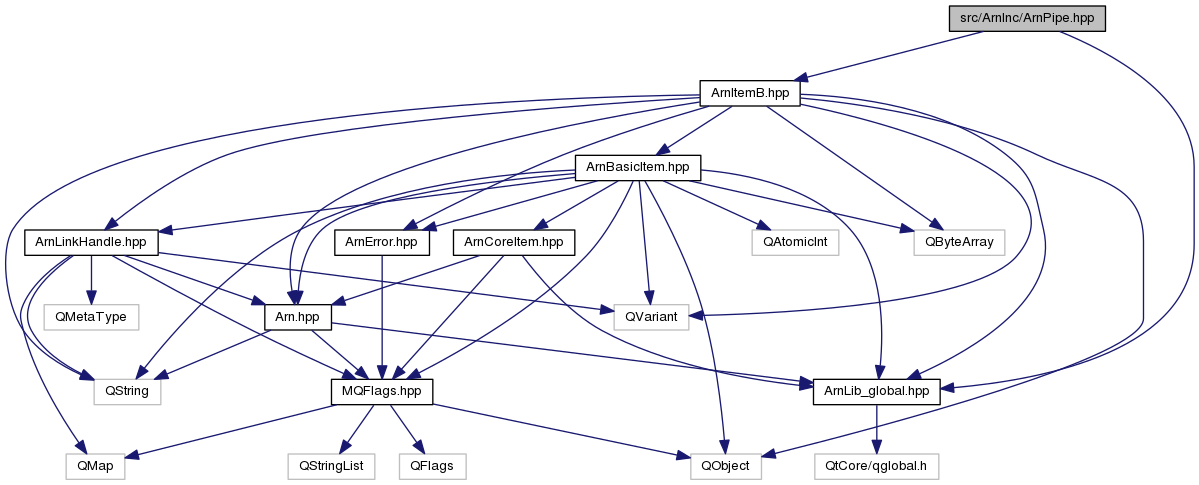 src/ArnInc/ArnPipe.hpp
ArnItemB.hpp
ArnBasicItem.hpp
ArnLinkHandle.hpp
ArnError.hpp
ArnCoreItem.hpp
QAtomicInt
QByteArray
QMetaType
Arn.hpp
QVariant
QString
MQFlags.hpp
ArnLib_global.hpp
QMap
QStringList
QFlags
QObject
QtCore/qglobal.h